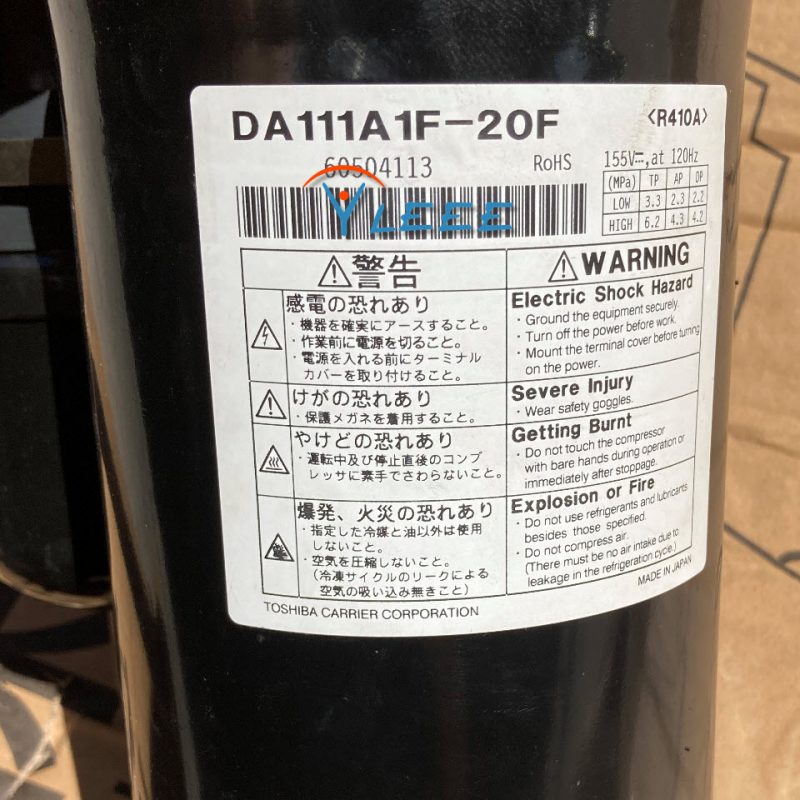 DA111A1F-20F
<R410A>
60504113
RoHS
155V⎓,at 120Hz
(MPa) TP AP DP
LOW 3.3 2.3 2.2
HIGH 6.2 4.3 4.2
YLEEE
警告
感電の恐れあり
・機器を確実にアースすること。
・作業前に電源を切ること。
・電源を入れる前にターミナル
カバーを取り付けること。
けがの恐れあり
・保護メガネを着用すること。
やけどの恐れあり
・運転中及び停止直後のコンプ
レッサに素手でさわらないこと。
爆発、火災の恐れあり
・指定した冷媒と油以外は使用
しないこと。
・空気を圧縮しないこと。
(冷凍サイクルのリークによる
空気の吸い込み無きこと)
WARNING
Electric Shock Hazard
・Ground the equipment securely.
・Turn off the power before work.
・Mount the terminal cover before turning
on the power.
Severe Injury
・Wear safety goggles.
Getting Burnt
・Do not touch the compressor
with bare hands during operation or
immediately after stoppage.
Explosion or Fire
・Do not use refrigerants and lubricants
besides those specified.
・Do not compress air.
(There must be no air intake due to
leakage in the refrigeration cycle.)
TOSHIBA CARRIER CORPORATION
MADE IN JAPAN